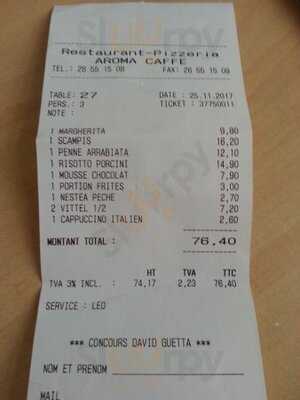 Restaurant-Pizzeria
AROMA CAFFE
TEL.: 26 55 15 08 FAX: 26 55 15 09
TABLE: 27 DATE : 25.11.2017
PERS.: 3 TICKET : 37750011
NOTE :
1 MARGHERITA 9,80
1 SCAMPIS 16,20
1 PENNE ARRABIATA 12,10
1 RISOTTO PORCINI 14,90
1 MOUSSE CHOCOLAT 7,90
1 PORTION FRITES 3,00
1 NESTEA PECHE 2,70
2 VITTEL 1/2 7,20
1 CAPPUCCINO ITALIEN 2,60
MONTANT TOTAL : 76,40
HT TVA TTC
TVA 3% INCL. : 74,17 2,23 76,40
SERVICE : LEO
*** CONCOURS DAVID GUETTA ***
NOM ET PRENOM
MAIL